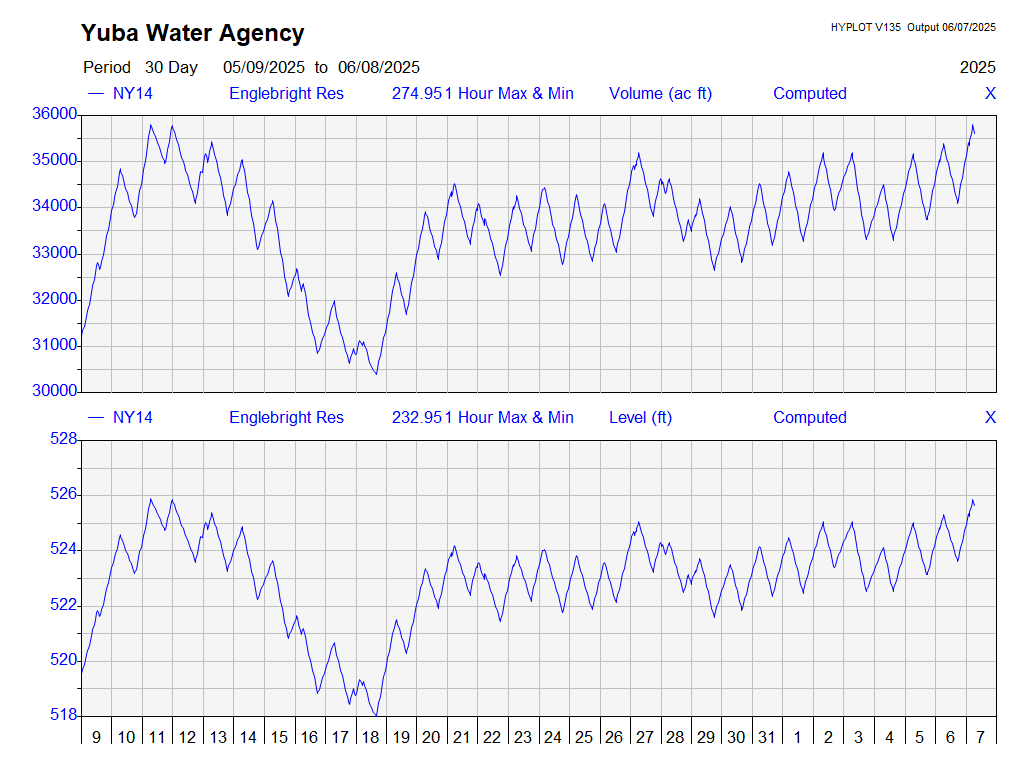 Yuba Water Agency
HYPLOT V135 Output 06/07/2025
Period 30 Day 05/09/2025 to 06/08/2025
2025
NY14 Englebright Res 274.951 Hour Max & Min Volume (ac ft) Computed X
36000
35000
34000
33000
32000
31000
30000
NY14 Englebright Res 232.951 Hour Max & Min Level (ft) Computed X
528
526
524
522
520
518
9 10 11 12 13 14 15 16 17 18 19 20 21 22 23 24 25 26 27 28 29 30 31 1 2 3 4 5 6 7